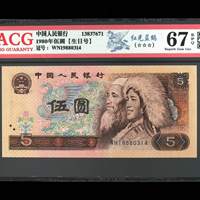 ACG
GRADING
中国人民银行 13837671
1980年伍圆 【生日号】
冠号: WN19880314
红光蓝鹤
67 EPQ
Superb Gem Unc
中国人民银行
5
伍圆
WN19880314
5
5